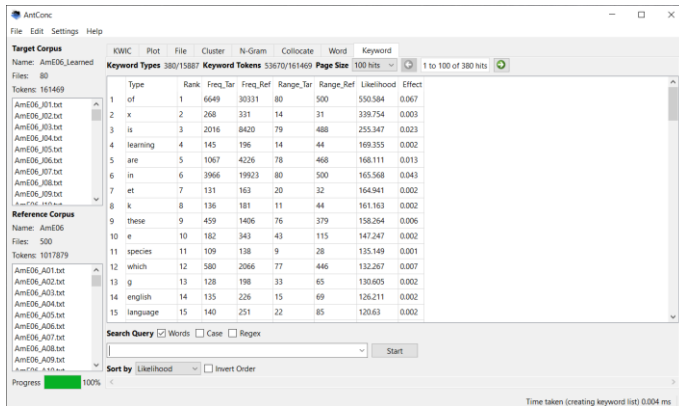 AntConc
File Edit Settings Help
Target Corpus
Name: AmE06_Learned
Files: 80
Tokens: 161469
AmE06_J01.txt
AmE06_J02.txt
AmE06_J03.txt
AmE06_J04.txt
AmE06_J05.txt
AmE06_J06.txt
AmE06_J07.txt
AmE06_J08.txt
AmE06_J09.txt
Reference Corpus
Name: AmE06
Files: 500
Tokens: 1017879
AmE06_A01.txt
AmE06_A02.txt
AmE06_A03.txt
AmE06_A04.txt
AmE06_A05.txt
AmE06_A06.txt
AmE06_A07.txt
AmE06_A08.txt
AmE06_A09.txt
Progress 100%
KWIC Plot File Cluster N-Gram Collocate Word Keyword
Keyword Types 380/15887 Keyword Tokens 53670/161469 Page Size 100 hits 1 to 100 of 380 hits
Type Rank Freq_Tar Freq_Ref Range_Tar Range_Ref Likelihood Effect
1 of 1 6649 30331 80 500 550.584 0.067
2 x 2 268 331 14 31 339.754 0.003
3 is 3 2016 8420 79 488 255.347 0.023
4 learning 4 145 196 14 44 169.355 0.002
5 are 5 1067 4226 78 468 168.111 0.013
6 in 6 3966 19923 80 500 165.568 0.043
7 et 7 131 163 20 32 164.941 0.002
8 k 8 136 181 11 44 161.163 0.002
9 these 9 459 1406 76 379 158.264 0.006
10 e 10 182 343 43 115 147.247 0.002
11 species 11 109 138 9 28 135.149 0.001
12 which 12 580 2066 77 446 132.267 0.007
13 g 13 128 198 33 65 130.605 0.002
14 english 14 135 226 15 69 126.211 0.002
15 language 15 140 251 22 85 120.63 0.002
Search Query Words Case Regex
Start
Sort by Likelihood Invert Order
Time taken (creating keyword list) 0.004 ms